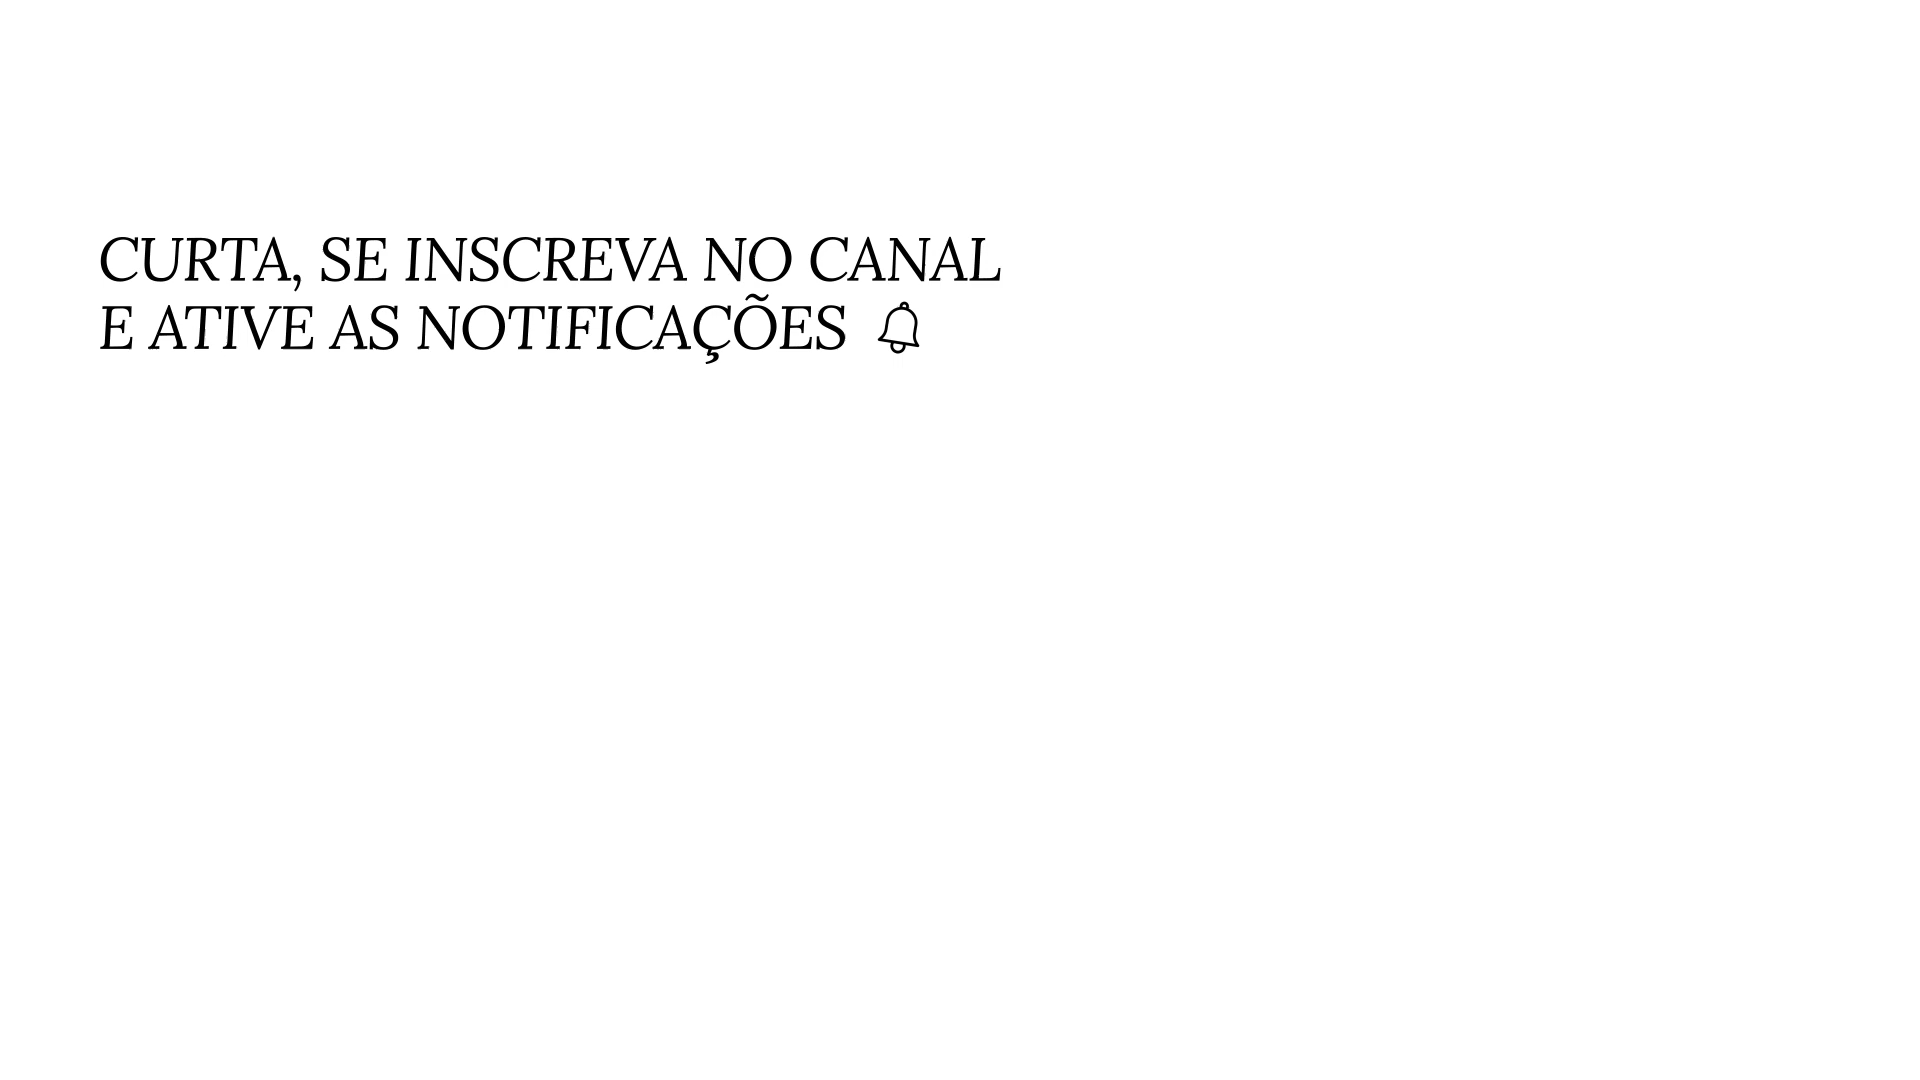 CURTA, SE INSCREVA NO CANAL
E ATIVE AS NOTIFICAÇÕES 🔔